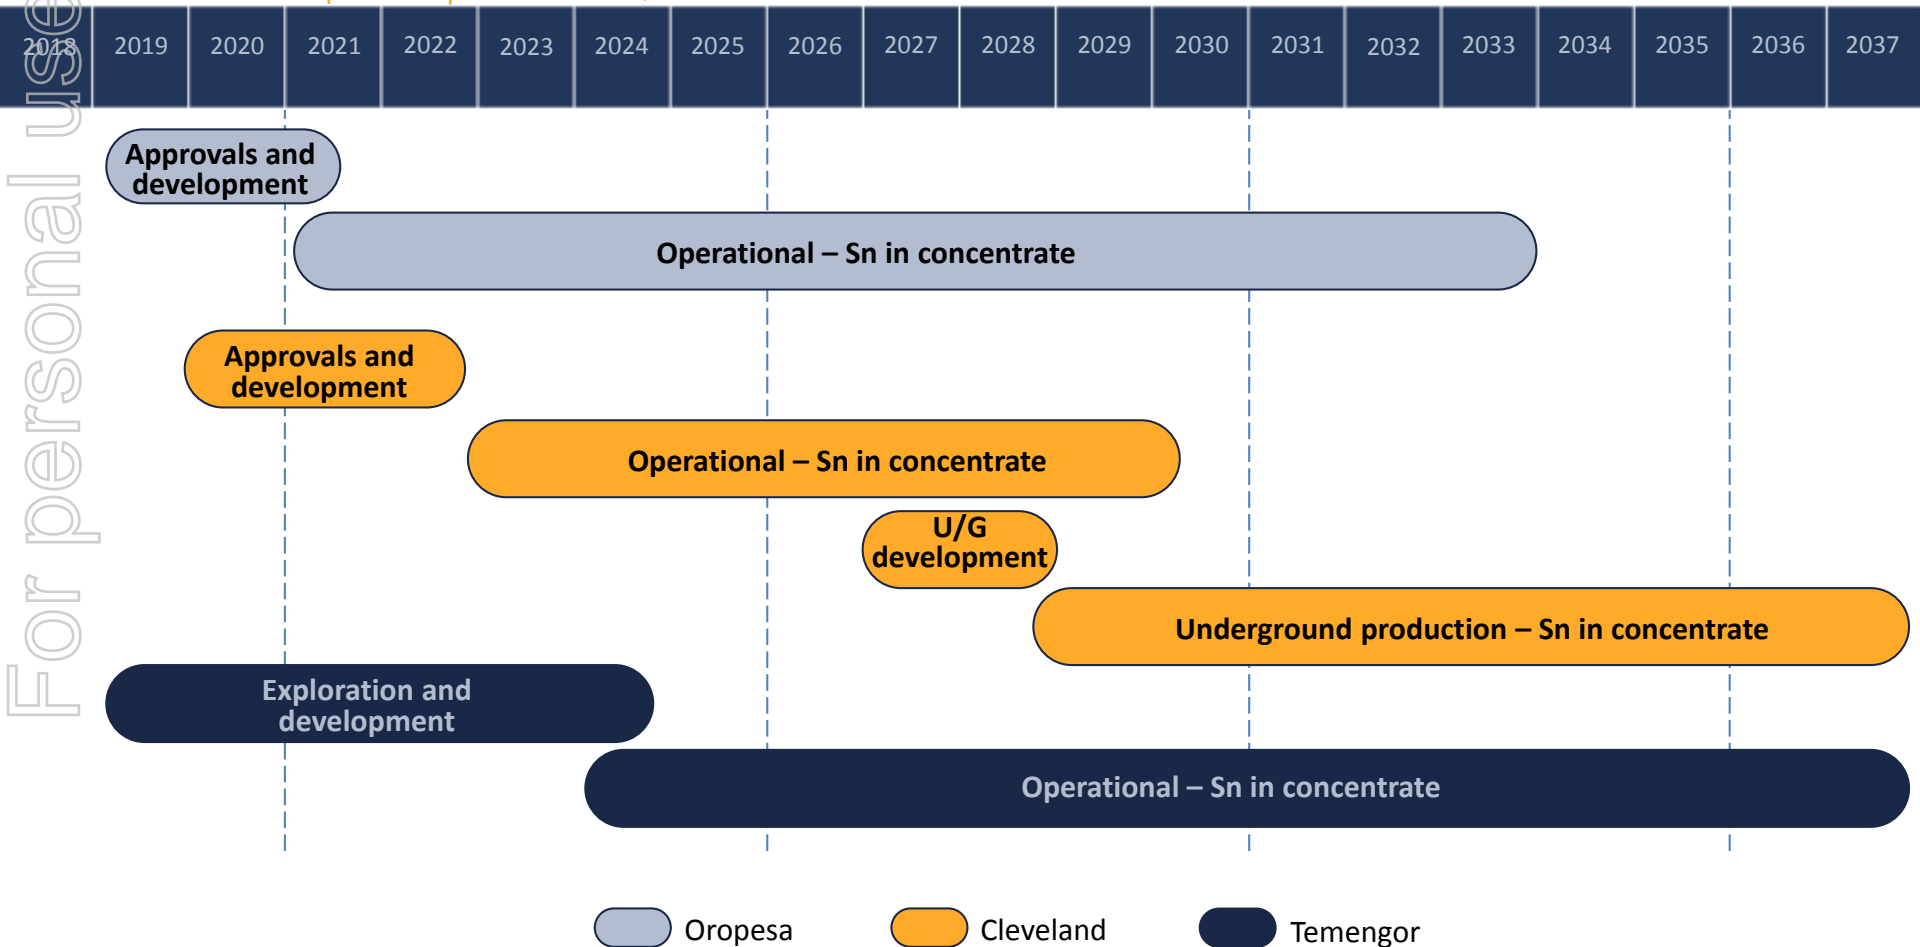 2018 2019 2020 2021 2022 2023 2024 2025 2026 2027 2028 2029 2030 2031 2032 2033 2034 2035 2036 2037
Approvals and
development
Operational – Sn in concentrate
Approvals and
development
Operational – Sn in concentrate
U/G
development
Underground production – Sn in concentrate
Exploration and
development
Operational – Sn in concentrate
Oropesa
Cleveland
Temengor
For personal use